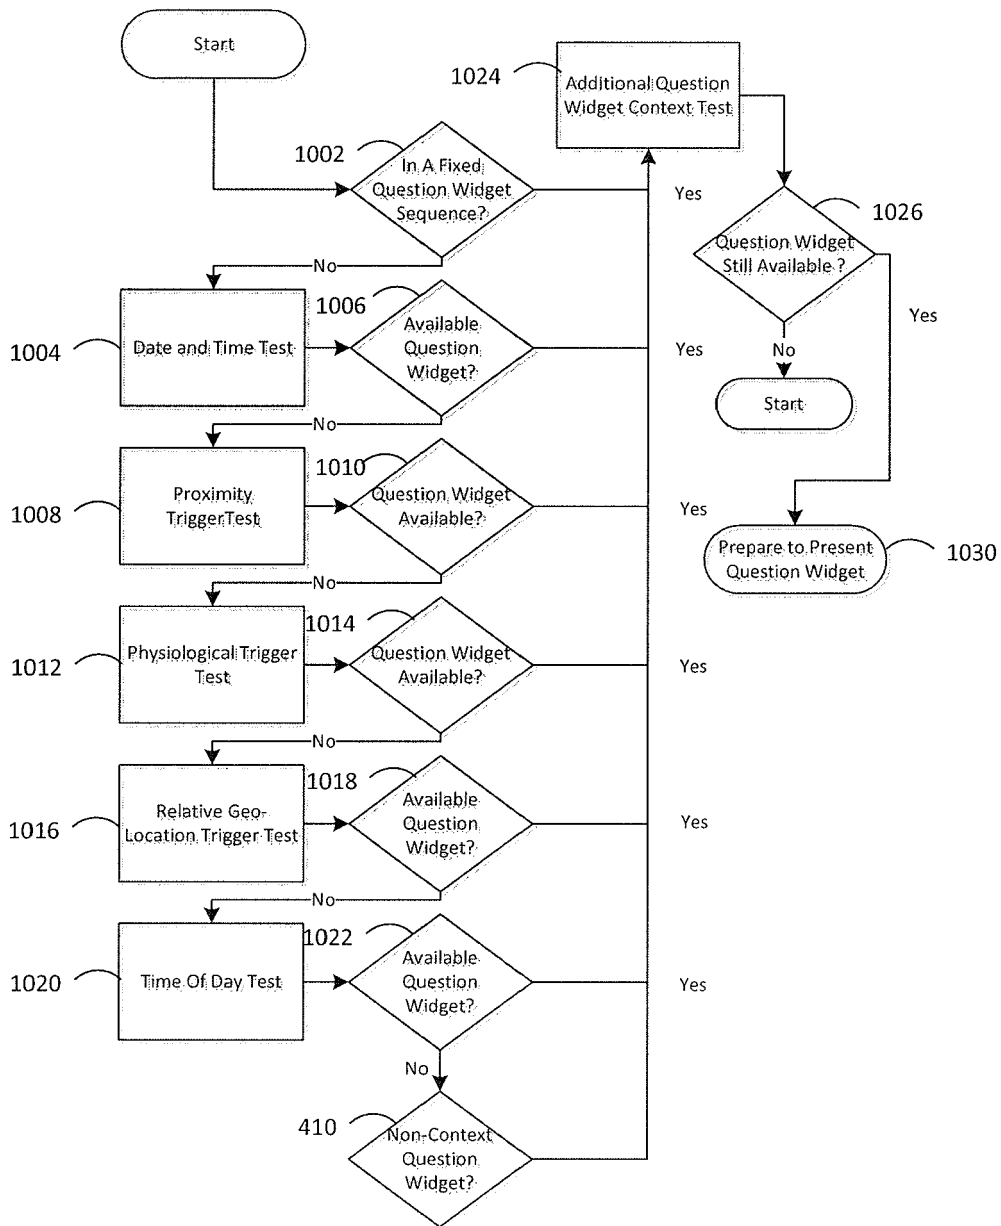 Start
1024
Additional Question
Widget Context Test
1002
In A Fixed
Question Widget
Sequence?
Yes
1026
Question Widget
Still Available ?
No
1006
Available
Question
Widget?
Yes
Yes
1004
Date and Time Test
No
Start
No
1010
Question Widget
Available?
Yes
1008
Proximity
TriggerTest
Prepare to Present
Question Widget
1030
No
1014
Question Widget
Available?
Yes
1012
Physiological Trigger
Test
No
1018
Available
Question
Widget?
Yes
1016
Relative Geo-
Location Trigger Test
No
1022
Available
Question
Widget?
Yes
1020
Time Of Day Test
No
410
Non-Context
Question
Widget?